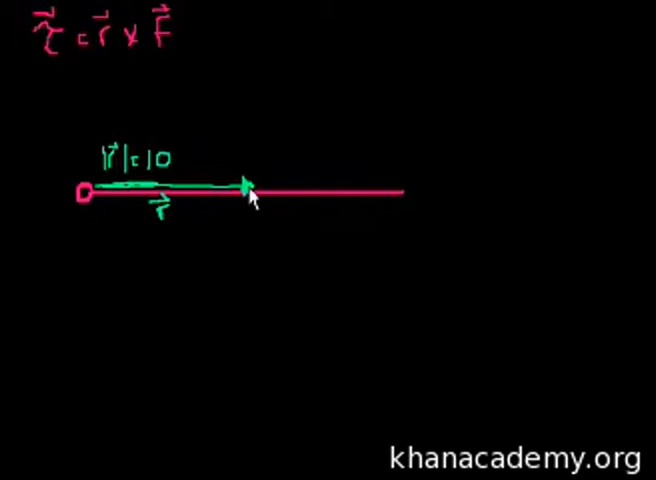 τ⃗ = r⃗ × F⃗
|r⃗| = 10
r⃗
khanacademy.org